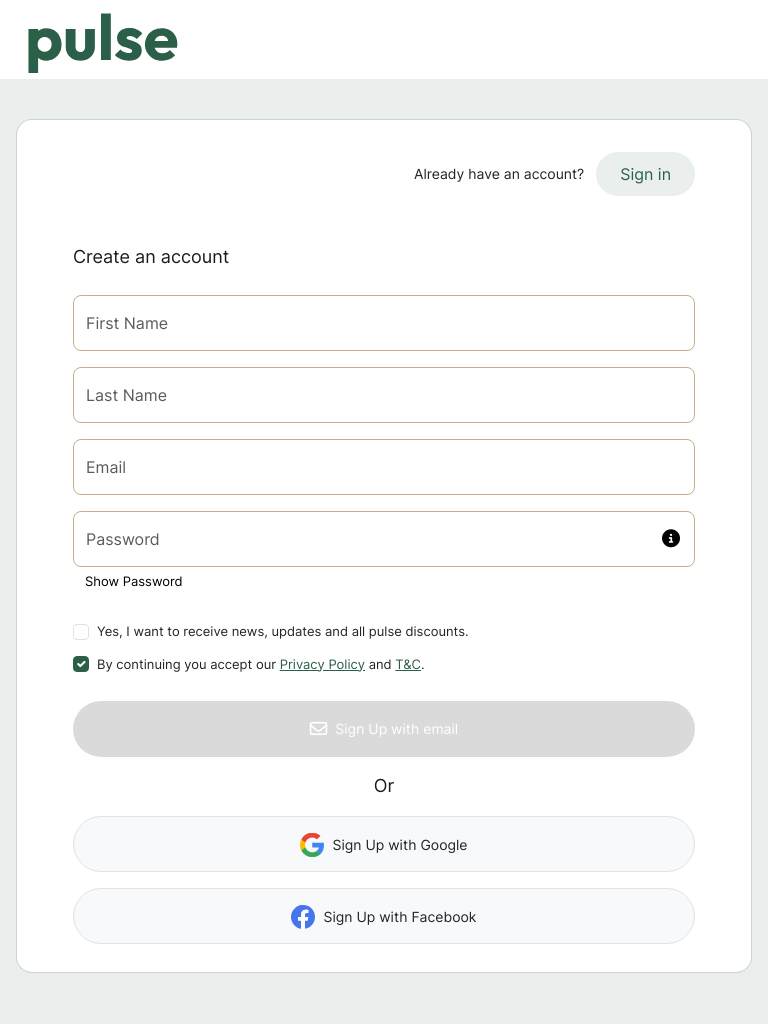 pulse
Already have an account? Sign in
Create an account
First Name
Last Name
Email
Password
Show Password
Yes, I want to receive news, updates and all pulse discounts.
By continuing you accept our Privacy Policy and T&C.
Sign Up with email
Or
Sign Up with Google
Sign Up with Facebook